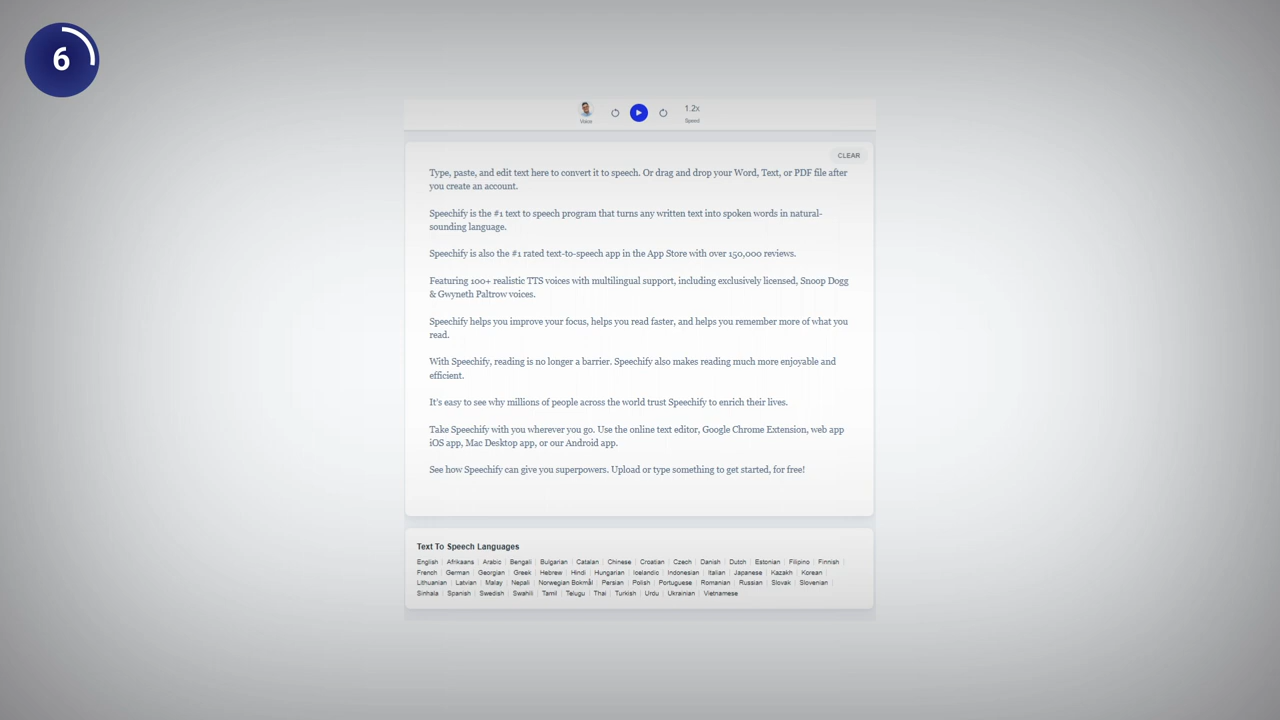 6
Voice
1.2x
Speed
CLEAR
Type, paste, and edit text here to convert it to speech. Or drag and drop your Word, Text, or PDF file after
you create an account.
Speechify is the #1 text to speech program that turns any written text into spoken words in natural-
sounding language.
Speechify is also the #1 rated text-to-speech app in the App Store with over 150,000 reviews.
Featuring 100+ realistic TTS voices with multilingual support, including exclusively licensed, Snoop Dogg
& Gwyneth Paltrow voices.
Speechify helps you improve your focus, helps you read faster, and helps you remember more of what you
read.
With Speechify, reading is no longer a barrier. Speechify also makes reading much more enjoyable and
efficient.
It's easy to see why millions of people across the world trust Speechify to enrich their lives.
Take Speechify with you wherever you go. Use the online text editor, Google Chrome Extension, web app
iOS app, Mac Desktop app, or our Android app.
See how Speechify can give you superpowers. Upload or type something to get started, for free!
Text To Speech Languages
English | Afrikaans | Arabic | Bengali | Bulgarian | Catalan | Chinese | Croatian | Czech | Danish | Dutch | Estonian | Filipino | Finnish |
French | German | Georgian | Greek | Hebrew | Hindi | Hungarian | Icelandic | Indonesian | Italian | Japanese | Kazakh | Korean |
Lithuanian | Latvian | Malay | Nepali | Norwegian Bokmål | Persian | Polish | Portuguese | Romanian | Russian | Slovak | Slovenian |
Sinhala | Spanish | Swedish | Swahili | Tamil | Telugu | Thai | Turkish | Urdu | Ukrainian | Vietnamese